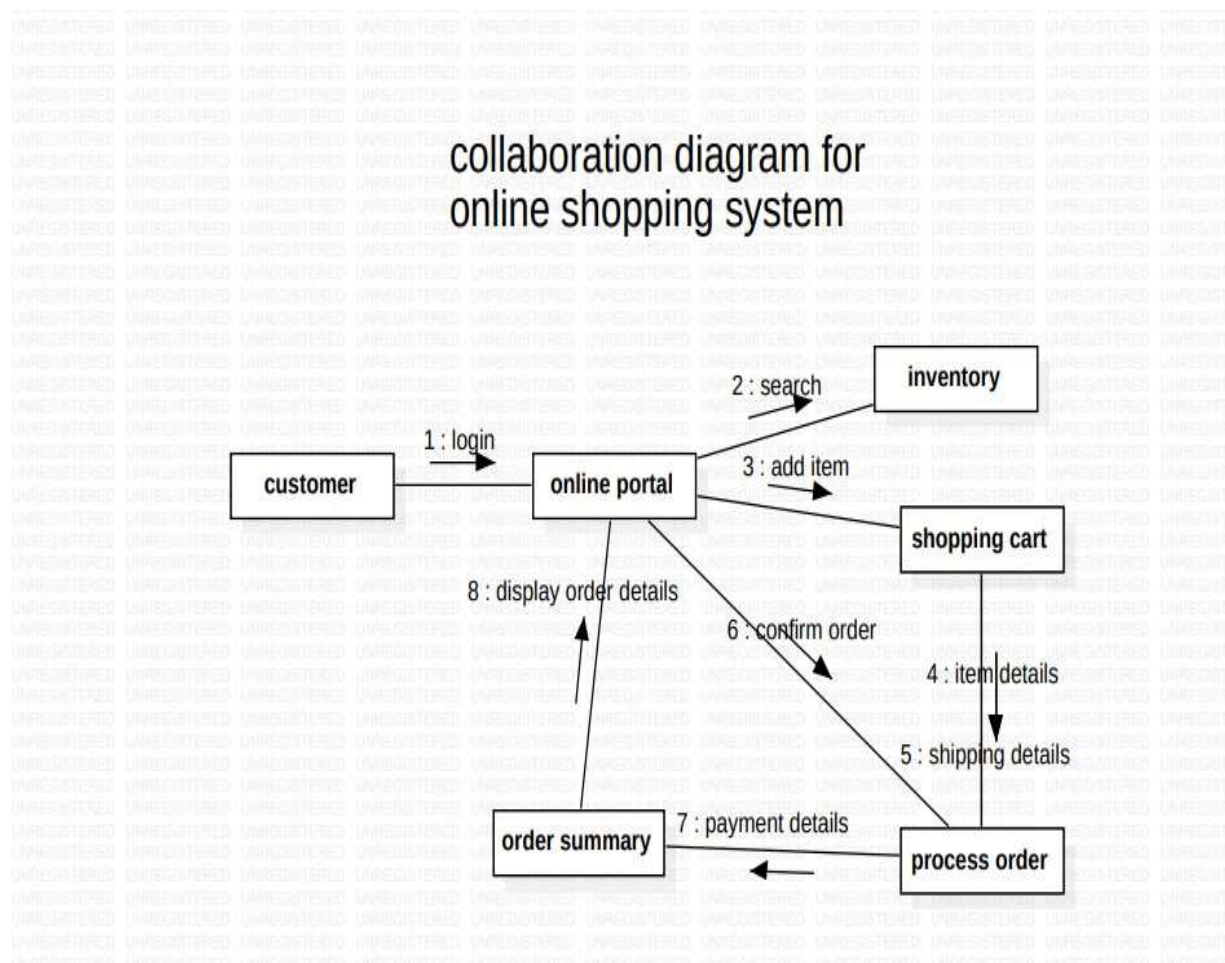 collaboration diagram for
online shopping system
inventory
2 : search
1 : login
3 : add item
customer
online portal
shopping cart
8 : display order details
6 : confirm order
4 : item details
5 : shipping details
7 : payment details
order summary
process order
UNREGISTERED